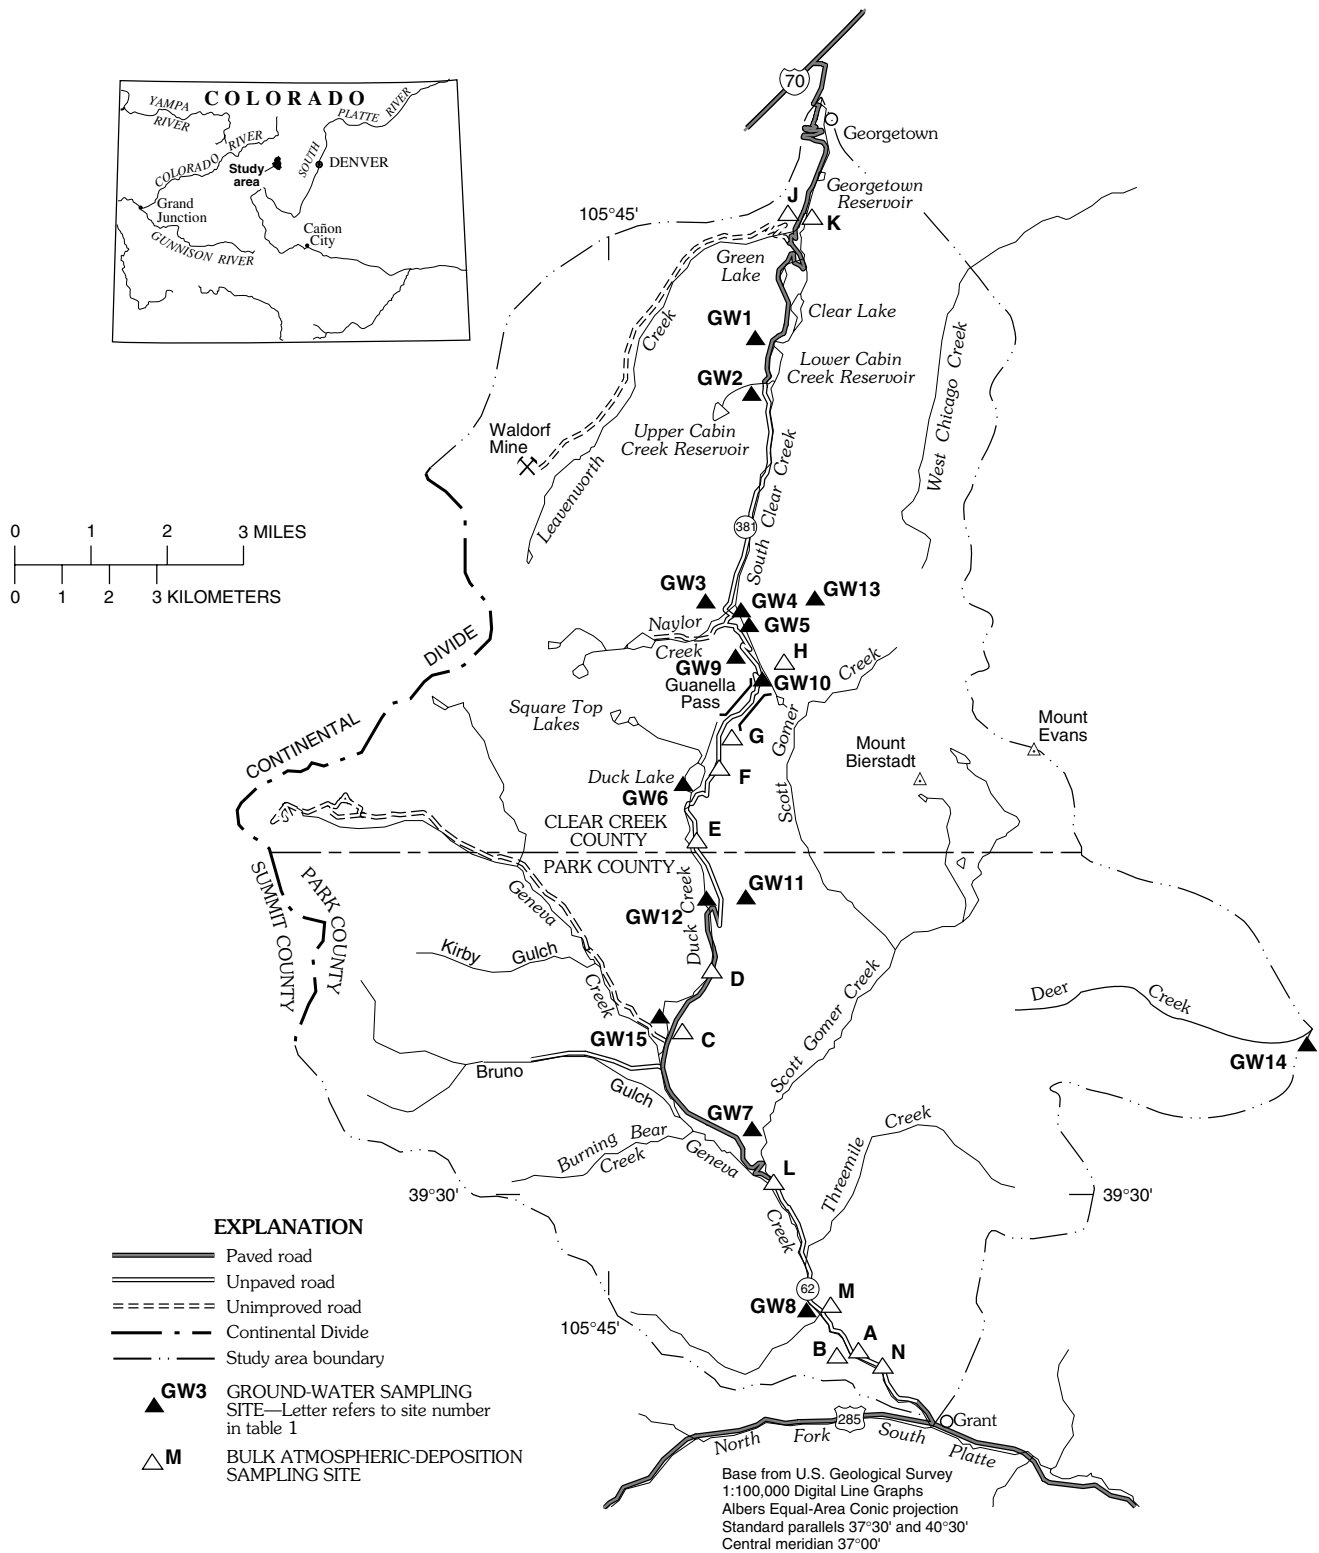 COLORADO
YAMPA
RIVER
PLATTE RIVER
COLORADO RIVER
SOUTH
Study
area
DENVER
Grand
Junction
GUNNISON RIVER
Cañon
City
70
Georgetown
Georgetown
Reservoir
J
K
105°45'
Green
Lake
Clear Lake
GW1
Creek
Lower Cabin
Creek Reservoir
GW2
Upper Cabin
Creek Reservoir
West Chicago Creek
Waldorf
Mine
Leavenworth
South Clear Creek
381
0 1 2 3 MILES
0 1 2 3 KILOMETERS
GW3
GW4
GW13
GW5
Naylor
Creek
H
GW9
GW10
Creek
Guanella
Pass
DIVIDE
CONTINENTAL
Square Top
Lakes
G
Gomer
Scott
Mount
Evans
Mount
Bierstadt
Duck Lake
F
GW6
E
CLEAR CREEK
COUNTY
PARK COUNTY
SUMMIT COUNTY
PARK COUNTY
Geneva
Creek
Duck Creek
GW11
GW12
Kirby Gulch
D
Scott Gomer Creek
Deer Creek
GW15
C
GW14
Bruno
Gulch
GW7
Burning Bear
Creek
Geneva
Creek
L
Threemile Creek
39°30'
39°30'
EXPLANATION
Paved road
Unpaved road
Unimproved road
Continental Divide
Study area boundary
GW3 GROUND-WATER SAMPLING
SITE—Letter refers to site number
in table 1
M BULK ATMOSPHERIC-DEPOSITION
SAMPLING SITE
62
GW8
M
105°45'
B
A
N
285
Grant
North Fork South Platte
Base from U.S. Geological Survey
1:100,000 Digital Line Graphs
Albers Equal-Area Conic projection
Standard parallels 37°30' and 40°30'
Central meridian 37°00'